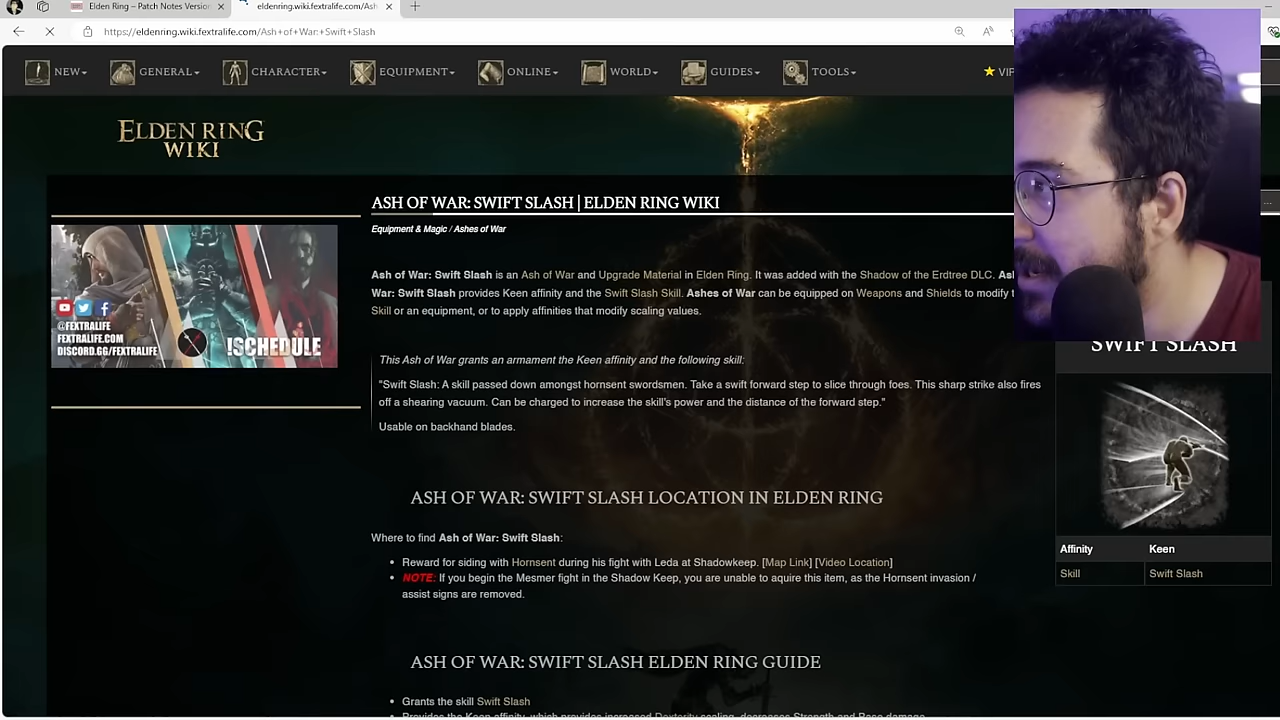 Elden Ring – Patch Notes Version
eldenring.wiki.fextralife.com/Ash
https://eldenring.wiki.fextralife.com/Ash+of+War:+Swift+Slash
NEW GENERAL CHARACTER EQUIPMENT ONLINE WORLD GUIDES TOOLS VIP
ELDEN RING
WIKI
ASH OF WAR: SWIFT SLASH | ELDEN RING WIKI
Equipment & Magic / Ashes of War
Ash of War: Swift Slash is an Ash of War and Upgrade Material in Elden Ring. It was added with the Shadow of the Erdtree DLC.
War: Swift Slash provides Keen affinity and the Swift Slash Skill. Ashes of War can be equipped on Weapons and Shields to modify
Skill or an equipment, or to apply affinities that modify scaling values.
@FEXTRALIFE
FEXTRALIFE.COM
DISCORD.GG/FEXTRALIFE
!SCHEDULE
This Ash of War grants an armament the Keen affinity and the following skill:
"Swift Slash: A skill passed down amongst hornsent swordsmen. Take a swift forward step to slice through foes. This sharp strike also fires
off a shearing vacuum. Can be charged to increase the skill's power and the distance of the forward step."
Usable on backhand blades.
SWIFT SLASH
Affinity Keen
Skill Swift Slash
ASH OF WAR: SWIFT SLASH LOCATION IN ELDEN RING
Where to find Ash of War: Swift Slash:
Reward for siding with Hornsent during his fight with Leda at Shadowkeep. [Map Link] [Video Location]
NOTE: If you begin the Mesmer fight in the Shadow Keep, you are unable to aquire this item, as the Hornsent invasion /
assist signs are removed.
ASH OF WAR: SWIFT SLASH ELDEN RING GUIDE
Grants the skill Swift Slash
Provides the Keen affinity, which provides increased Dexterity scaling, decreases Strength and Base damage